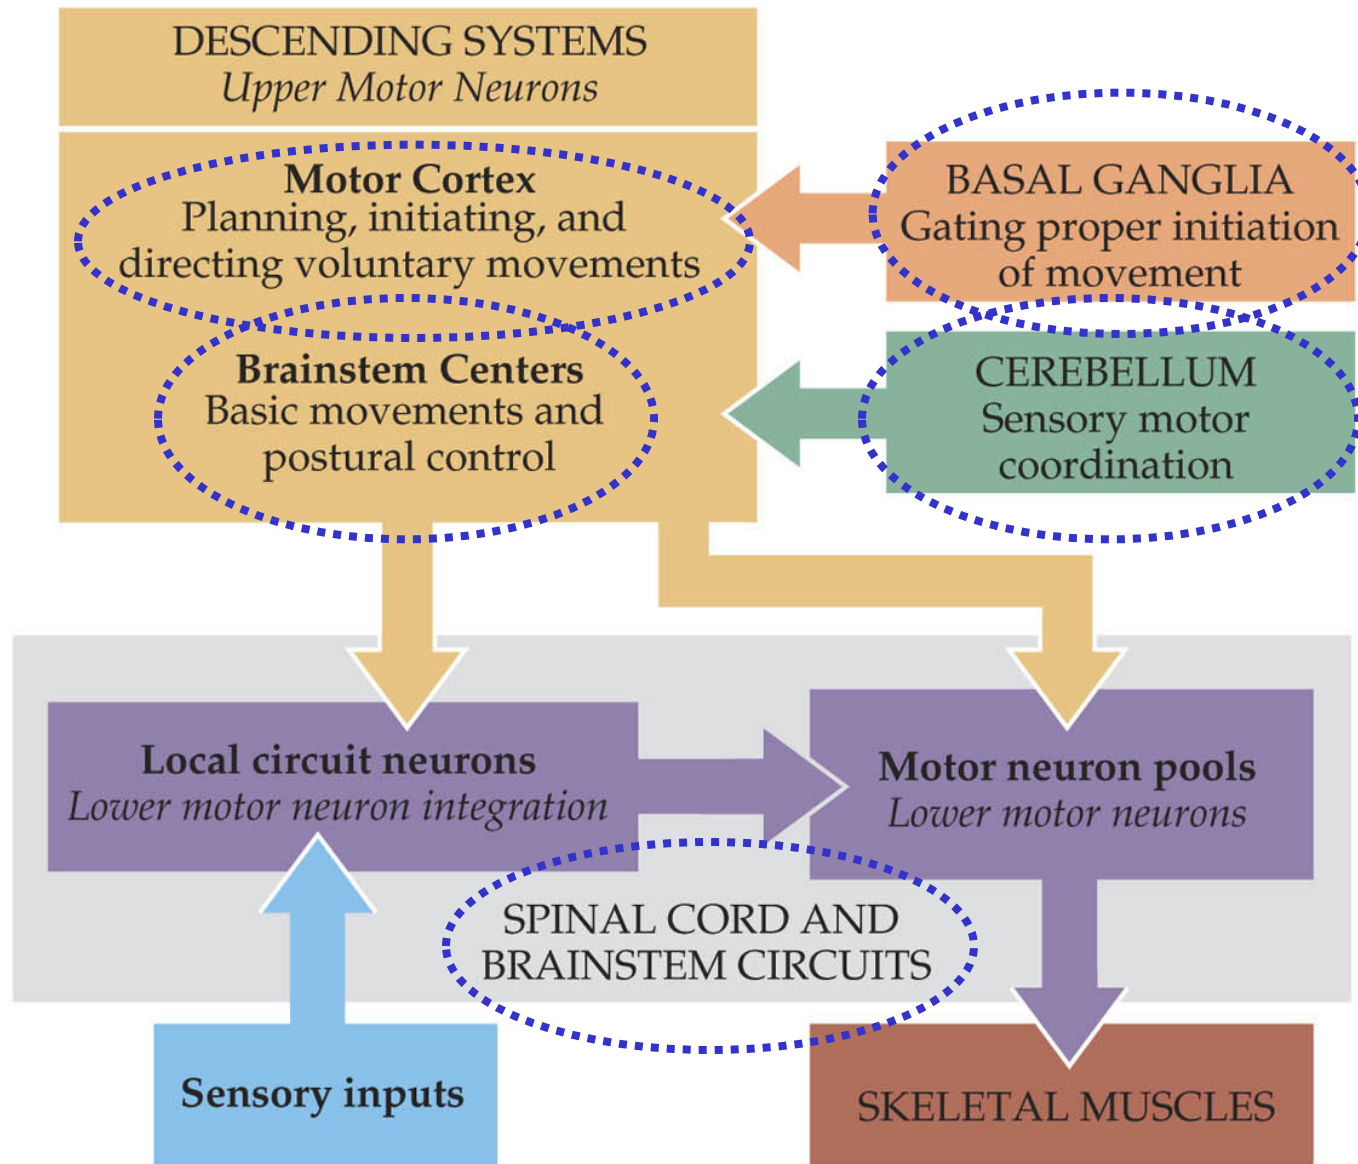 DESCENDING SYSTEMS
Upper Motor Neurons
Motor Cortex
Planning, initiating, and
directing voluntary movements
Brainstem Centers
Basic movements and
postural control
BASAL GANGLIA
Gating proper initiation
of movement
CEREBELLUM
Sensory motor
coordination
Local circuit neurons
Lower motor neuron integration
Motor neuron pools
Lower motor neurons
SPINAL CORD AND
BRAINSTEM CIRCUITS
Sensory inputs
SKELETAL MUSCLES